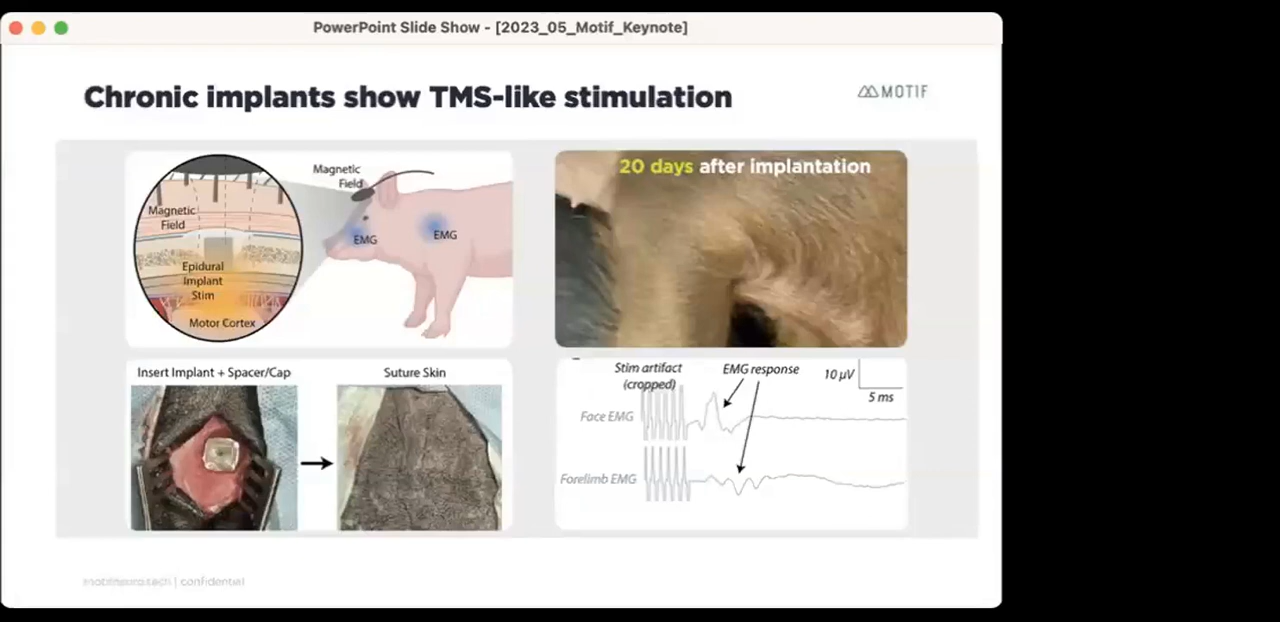 PowerPoint Slide Show - [2023_05_Motif_Keynote]
Chronic implants show TMS-like stimulation
MOTIF
Magnetic
Field
Magnetic
Field
EMG
EMG
Epidural
Implant
Stim
Motor Cortex
20 days after implantation
Insert Implant + Spacer/Cap
Suture Skin
Stim artifact
(cropped)
EMG response
10 µV
5 ms
Face EMG
Forelimb EMG
| confidential